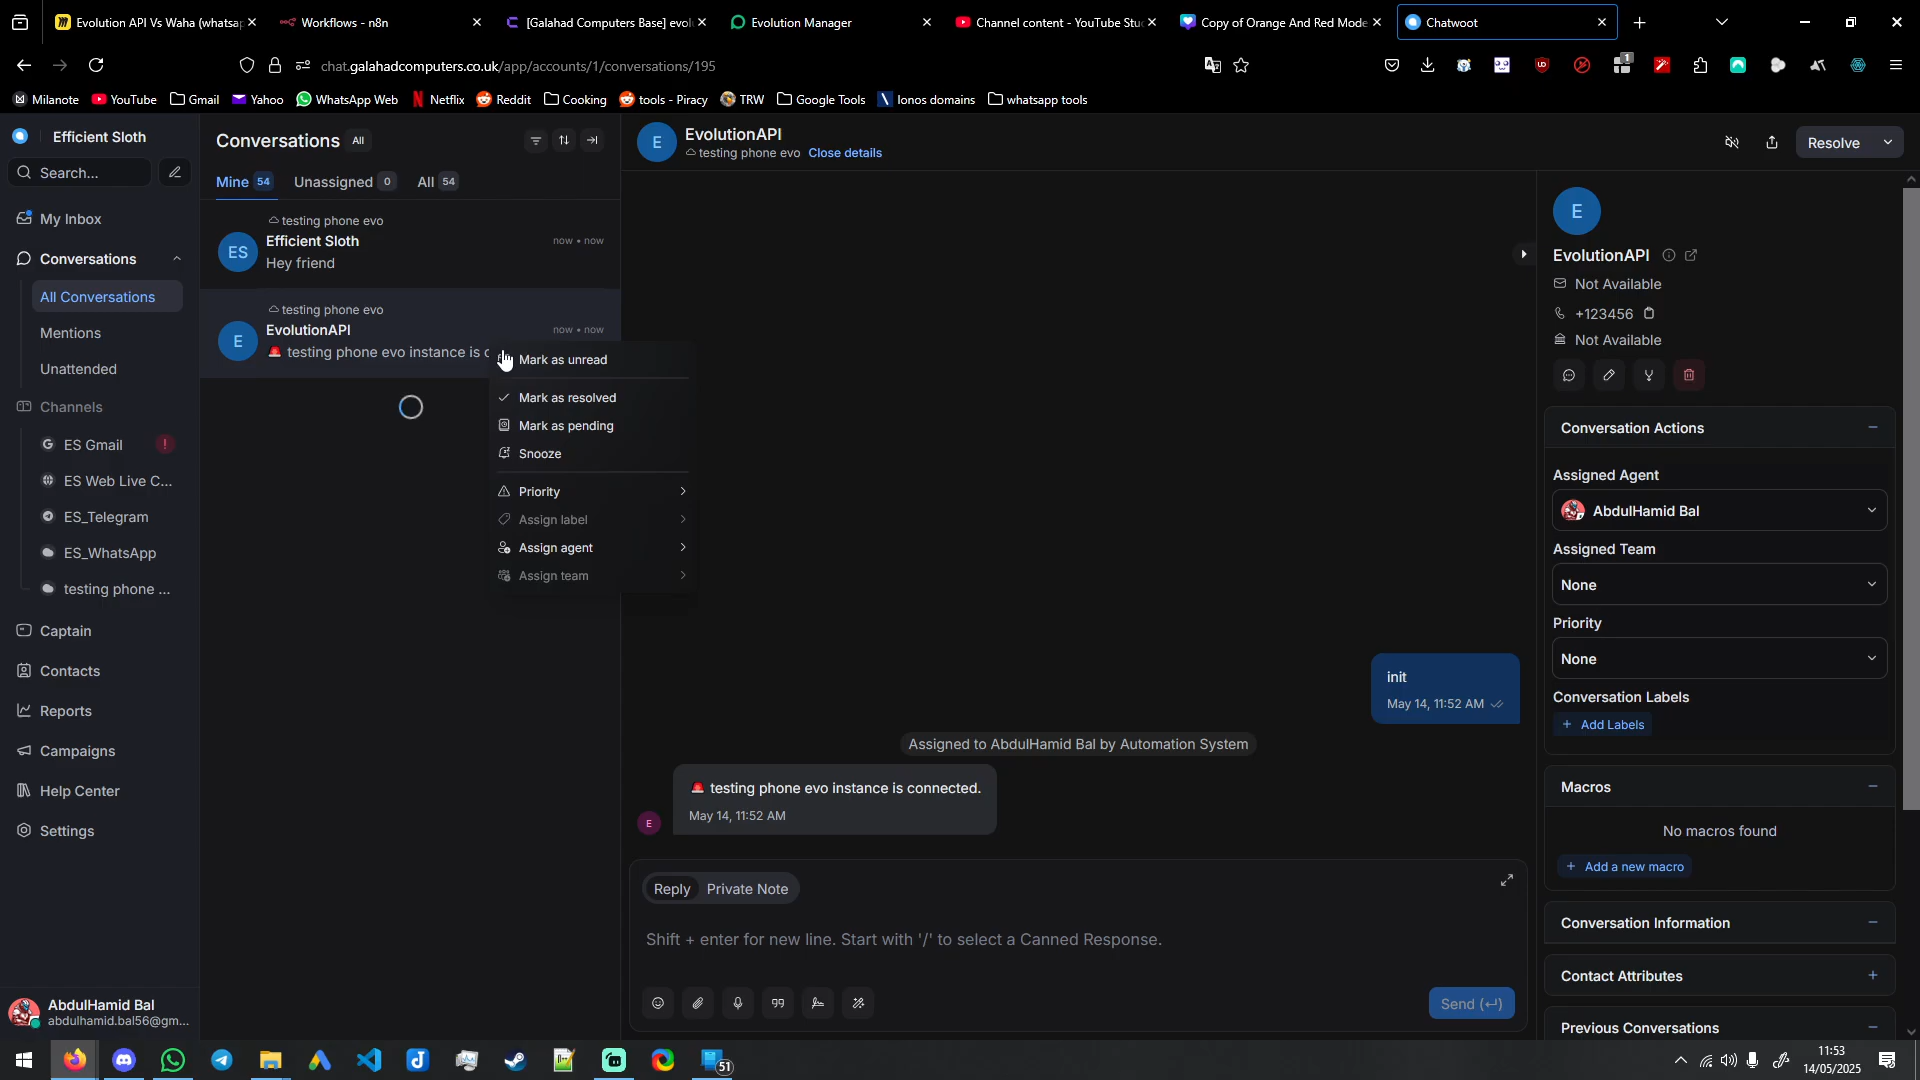 Evolution API Vs Waha (whatsap
Workflows - n8n
[Galahad Computers Base] evol
Evolution Manager
Channel content - YouTube Stu
Copy of Orange And Red Mode
Chatwoot
chat.galahadcomputers.co.uk/app/accounts/1/conversations/195
1
Milanote
YouTube
Gmail
Yahoo
WhatsApp Web
Netflix
Reddit
Cooking
tools - Piracy
TRW
Google Tools
Ionos domains
whatsapp tools
Efficient Sloth
Search...
My Inbox
Conversations
All Conversations
Mentions
Unattended
Channels
ES Gmail
ES Web Live C...
ES_Telegram
ES_WhatsApp
testing phone ...
Captain
Contacts
Reports
Campaigns
Help Center
Settings
AbdulHamid Bal
abdulhamid.bal56@gm...
Conversations All
Mine 54 Unassigned 0 All 54
testing phone evo
ES
Efficient Sloth
now • now
Hey friend
testing phone evo
E
EvolutionAPI
now • now
🚨 testing phone evo instance is c
Mark as unread
Mark as resolved
Mark as pending
Snooze
Priority
Assign label
Assign agent
Assign team
E
EvolutionAPI
testing phone evo Close details
Resolve
init
May 14, 11:52 AM
Assigned to AbdulHamid Bal by Automation System
🚨 testing phone evo instance is connected.
May 14, 11:52 AM
E
Reply Private Note
Shift + enter for new line. Start with '/' to select a Canned Response.
Send (↵)
E
EvolutionAPI
Not Available
+123456
Not Available
Conversation Actions
Assigned Agent
AbdulHamid Bal
Assigned Team
None
Priority
None
Conversation Labels
+ Add Labels
Macros
No macros found
+ Add a new macro
Conversation Information
Contact Attributes
Previous Conversations
51
11:53
14/05/2025